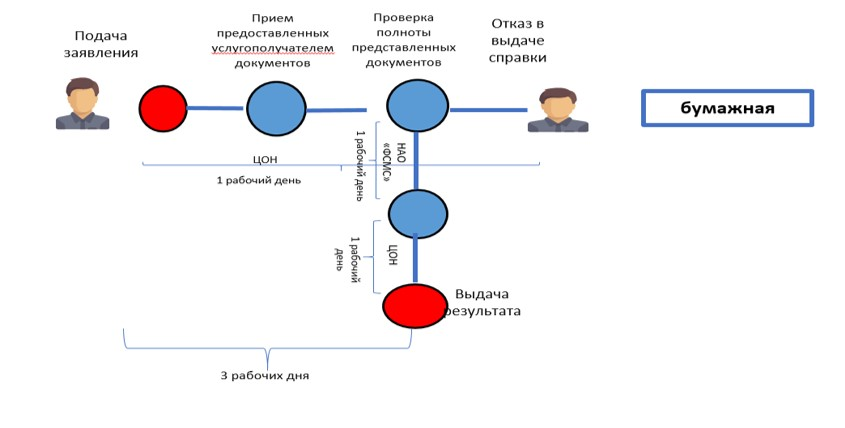 Подача
заявления
Прием
предоставленных
услугополучателем
документов
Проверка
полноты
представленных
документов
Отказ в
выдаче
справки
бумажная
ЦОН
1 рабочий день
НАО
«ФСМС»
1 рабочий день
ЦОН
1 рабочий
день
Выдача
результата
3 рабочих дня